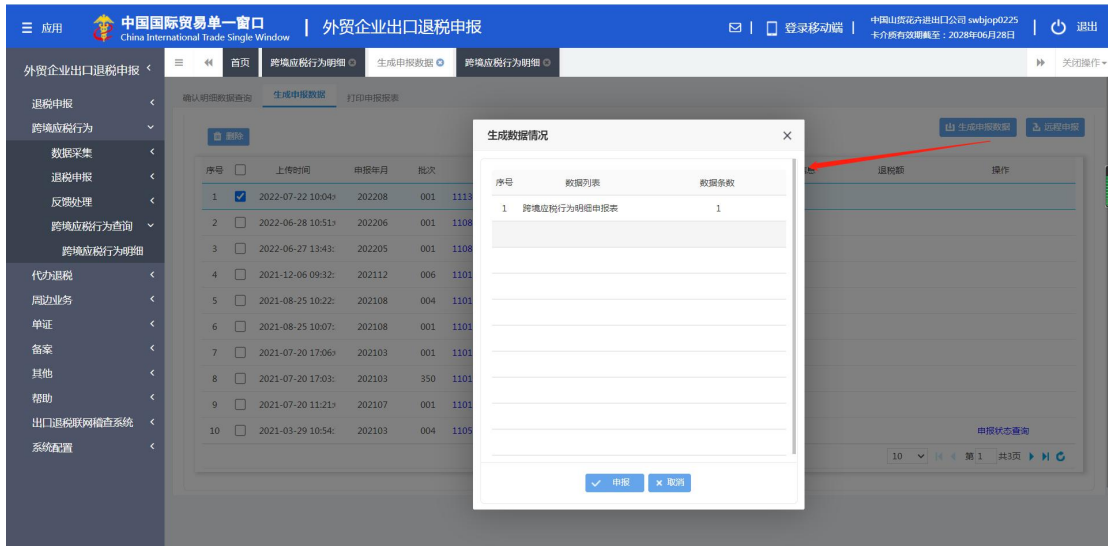 应用
中国国际贸易单一窗口
China International Trade Single Window
外贸企业出口退税申报
登录移动端
中国山货花卉进出口公司 swbjop0225
卡介质有效期截至：2028年06月28日
退出
外贸企业出口退税申报
首页
跨境应税行为明细
生成申报数据
跨境应税行为明细
关闭操作
退税申报
跨境应税行为
数据采集
退税申报
反馈处理
跨境应税行为查询
跨境应税行为明细
代办退税
周边业务
单证
备案
其他
帮助
出口退税联网稽查系统
系统配置
确认明细数据查询
生成申报数据
打印申报报表
删除
生成申报数据
远程申报
序号 上传时间 申报年月 批次 退税额 操作
1 2022-07-22 10:04: 202208 001 1113
2 2022-06-28 10:51: 202206 001 1108
3 2022-06-27 13:43: 202205 001 1108
4 2021-12-06 09:32: 202112 006 1101
5 2021-08-25 10:22: 202108 004 1101
6 2021-08-25 10:07: 202108 001 1101
7 2021-07-20 17:06: 202103 001 1101
8 2021-07-20 17:03: 202103 350 1101
9 2021-07-20 11:21: 202107 001 1101
10 2021-03-29 10:54: 202103 004 1105 申报状态查询
10 第 1 共3页
生成数据情况
序号 数据列表 数据条数
1 跨境应税行为明细申报表 1
申报
取消